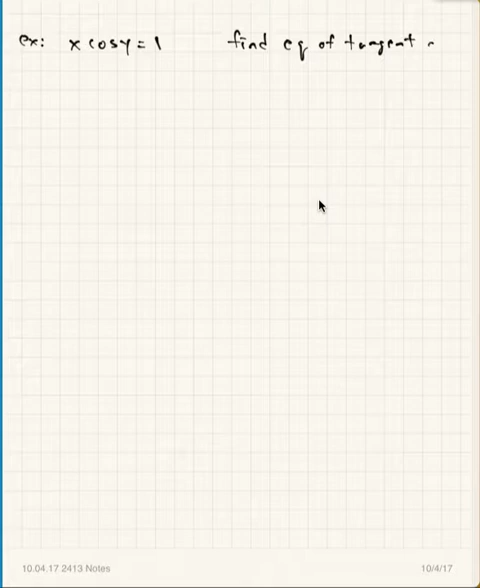 ex: x cos y = 1 find eq of tangent
10.04.17 2413 Notes 10/4/17